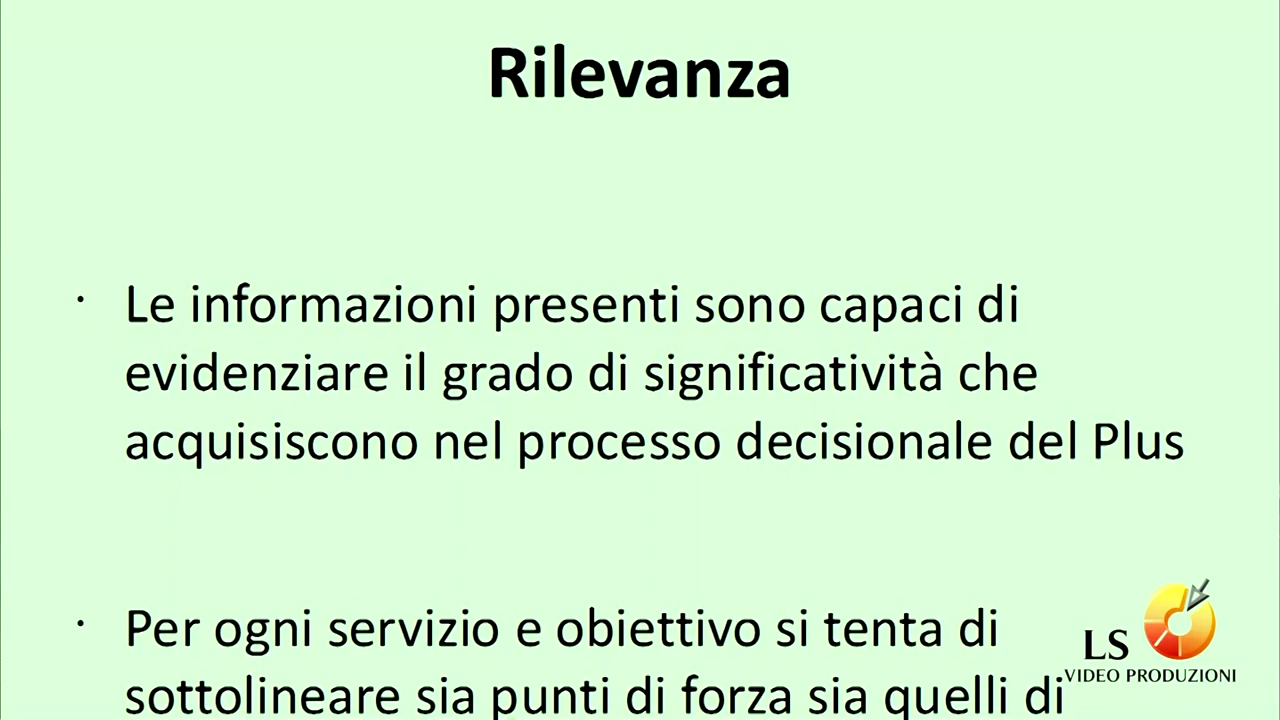 Rilevanza
• Le informazioni presenti sono capaci di
evidenziare il grado di significatività che
acquisiscono nel processo decisionale del Plus
• Per ogni servizio e obiettivo si tenta di
sottolineare sia punti di forza sia quelli di
LS
VIDEO PRODUZIONI